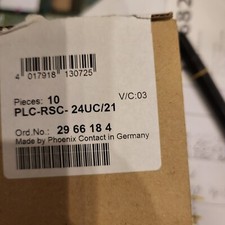 4 017918 130725
Pieces: 10
V/C:03
PLC-RSC- 24UC/21
Ord.No.: 29 66 18 4
Made by Phoenix Contact in Germany